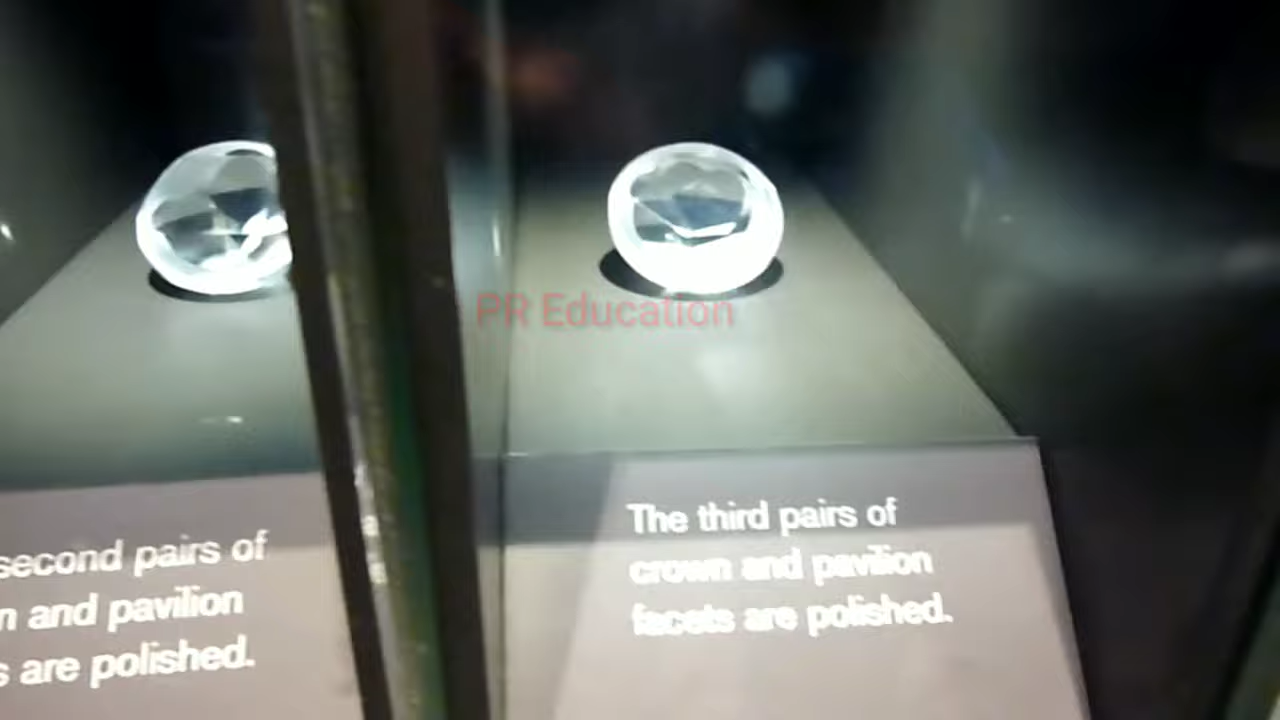 PR Education
second pairs of
and pavilion
are polished.
The third pairs of
crown and pavilion
facets are polished.